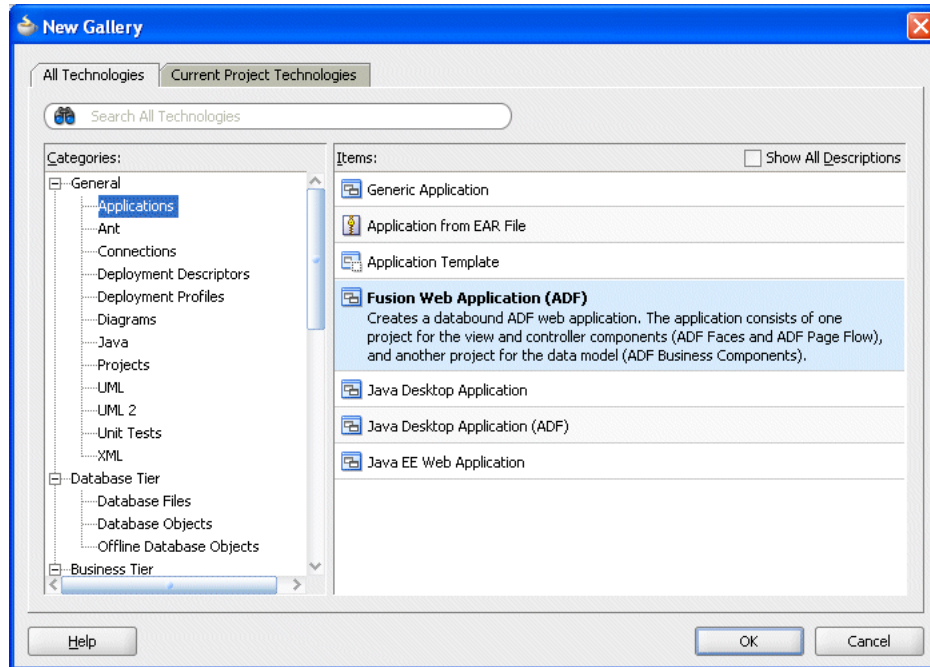 New Gallery
All Technologies
Current Project Technologies
Search All Technologies
Categories:
General
Applications
Ant
Connections
Deployment Descriptors
Deployment Profiles
Diagrams
Java
Projects
UML
UML 2
Unit Tests
XML
Database Tier
Database Files
Database Objects
Offline Database Objects
Business Tier
Items:
Show All Descriptions
Generic Application
Application from EAR File
Application Template
Fusion Web Application (ADF)
Creates a databound ADF web application. The application consists of one
project for the view and controller components (ADF Faces and ADF Page Flow),
and another project for the data model (ADF Business Components).
Java Desktop Application
Java Desktop Application (ADF)
Java EE Web Application
Help
OK
Cancel